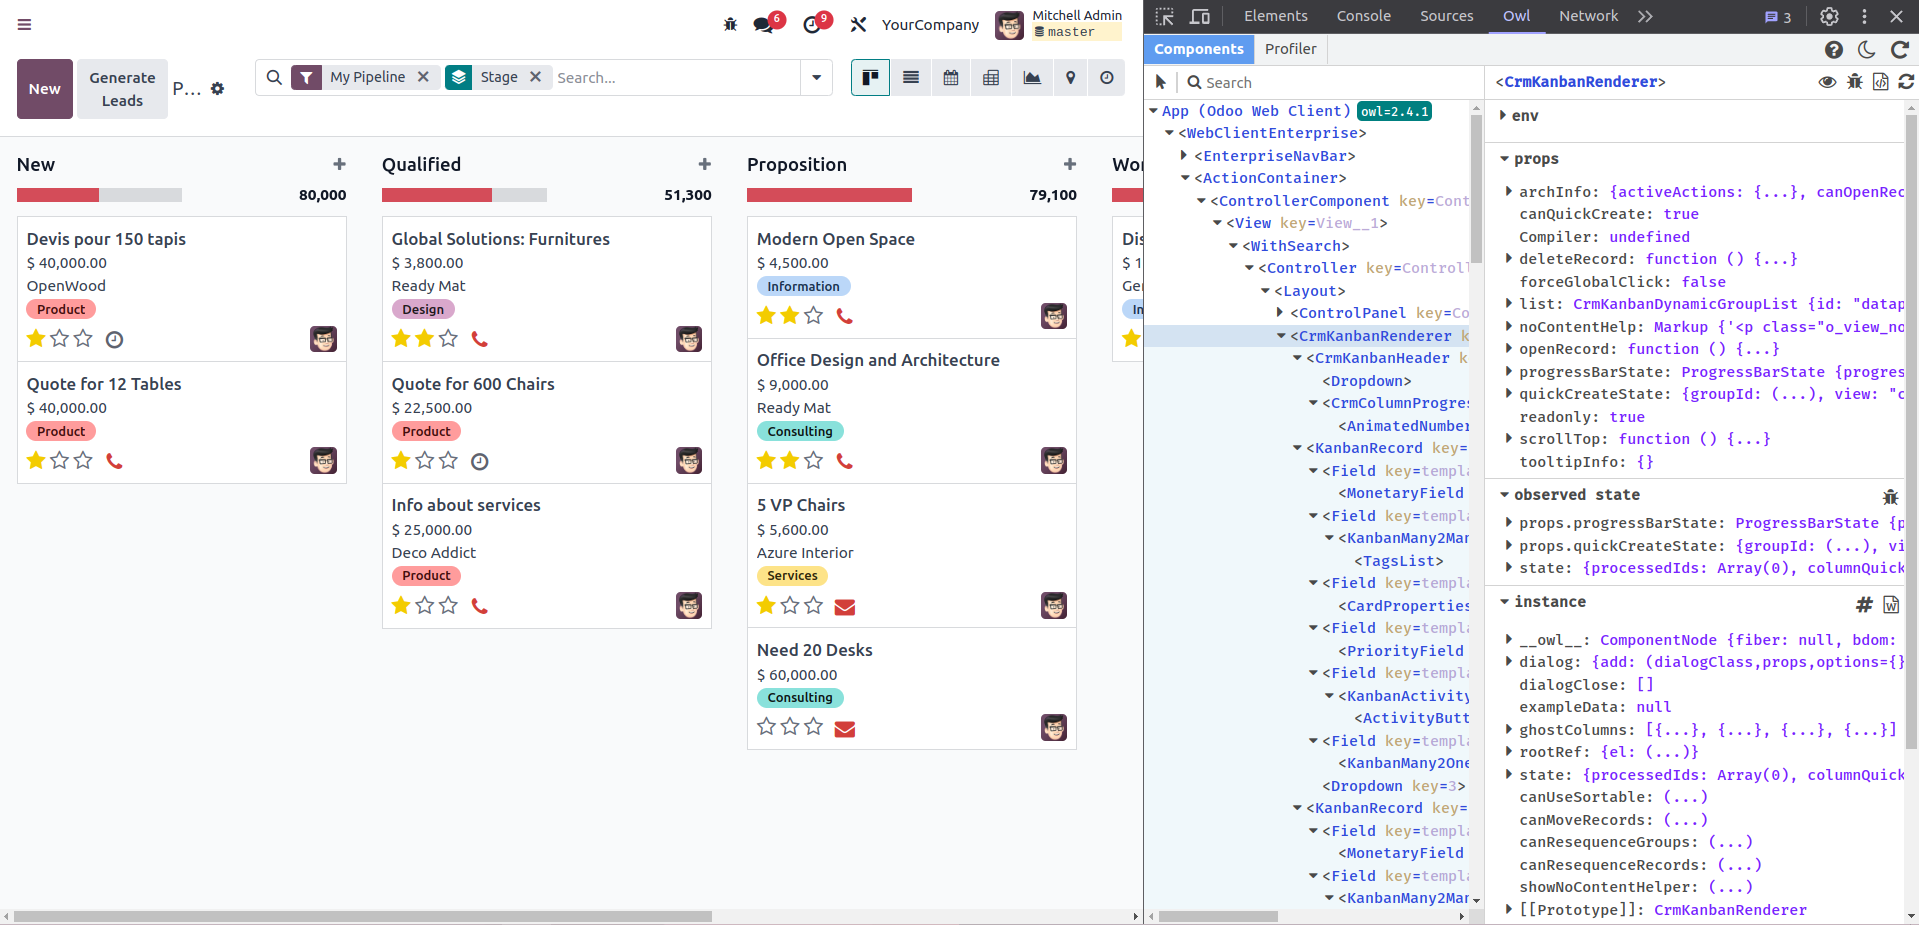 6
9
YourCompany
Mitchell Admin
master
New
Generate Leads
P...
My Pipeline
Stage
Search...
New
80,000
Devis pour 150 tapis
$ 40,000.00
OpenWood
Product
Quote for 12 Tables
$ 40,000.00
Product
Qualified
51,300
Global Solutions: Furnitures
$ 3,800.00
Ready Mat
Design
Quote for 600 Chairs
$ 22,500.00
Product
Info about services
$ 25,000.00
Deco Addict
Product
Proposition
79,100
Modern Open Space
$ 4,500.00
Information
Office Design and Architecture
$ 9,000.00
Ready Mat
Consulting
5 VP Chairs
$ 5,600.00
Azure Interior
Services
Need 20 Desks
$ 60,000.00
Consulting
Wor
Dis
$ 1
Ger
In
Elements Console Sources Owl Network 3
Components Profiler
Search
App (Odoo Web Client) owl=2.4.1
<WebClientEnterprise>
<EnterpriseNavBar>
<ActionContainer>
<ControllerComponent key=Cont
<View key=View__1>
<WithSearch>
<Controller key=Controll
<Layout>
<ControlPanel key=Co
<CrmKanbanRenderer k
<CrmKanbanHeader k
<Dropdown>
<CrmColumnProgres
<AnimatedNumber
<KanbanRecord key=
<Field key=templa
<MonetaryField
<Field key=templa
<KanbanMany2Man
<TagsList>
<Field key=templa
<CardProperties
<Field key=templa
<PriorityField
<Field key=templa
<KanbanActivity
<ActivityButt
<Field key=templa
<KanbanMany2One
<Dropdown key=3>
<KanbanRecord key=
<Field key=templa
<MonetaryField
<Field key=templa
<KanbanMany2Man
<CrmKanbanRenderer>
env
props
archInfo: {activeActions: {...}, canOpenRec
canQuickCreate: true
Compiler: undefined
deleteRecord: function () {...}
forceGlobalClick: false
list: CrmKanbanDynamicGroupList {id: "datap
noContentHelp: Markup {'<p class="o_view_no
openRecord: function () {...}
progressBarState: ProgressBarState {progres
quickCreateState: {groupId: (...), view: "c
readonly: true
scrollTop: function () {...}
tooltipInfo: {}
observed state
props.progressBarState: ProgressBarState {p
props.quickCreateState: {groupId: (...), vi
state: {processedIds: Array(0), columnQuick
instance
__owl__: ComponentNode {fiber: null, bdom:
dialog: {add: (dialogClass,props,options={}
dialogClose: []
exampleData: null
ghostColumns: [{...}, {...}, {...}, {...}]
rootRef: {el: (...)}
state: {processedIds: Array(0), columnQuick
canUseSortable: (...)
canMoveRecords: (...)
canResequenceGroups: (...)
canResequenceRecords: (...)
showNoContentHelper: (...)
[[Prototype]]: CrmKanbanRenderer